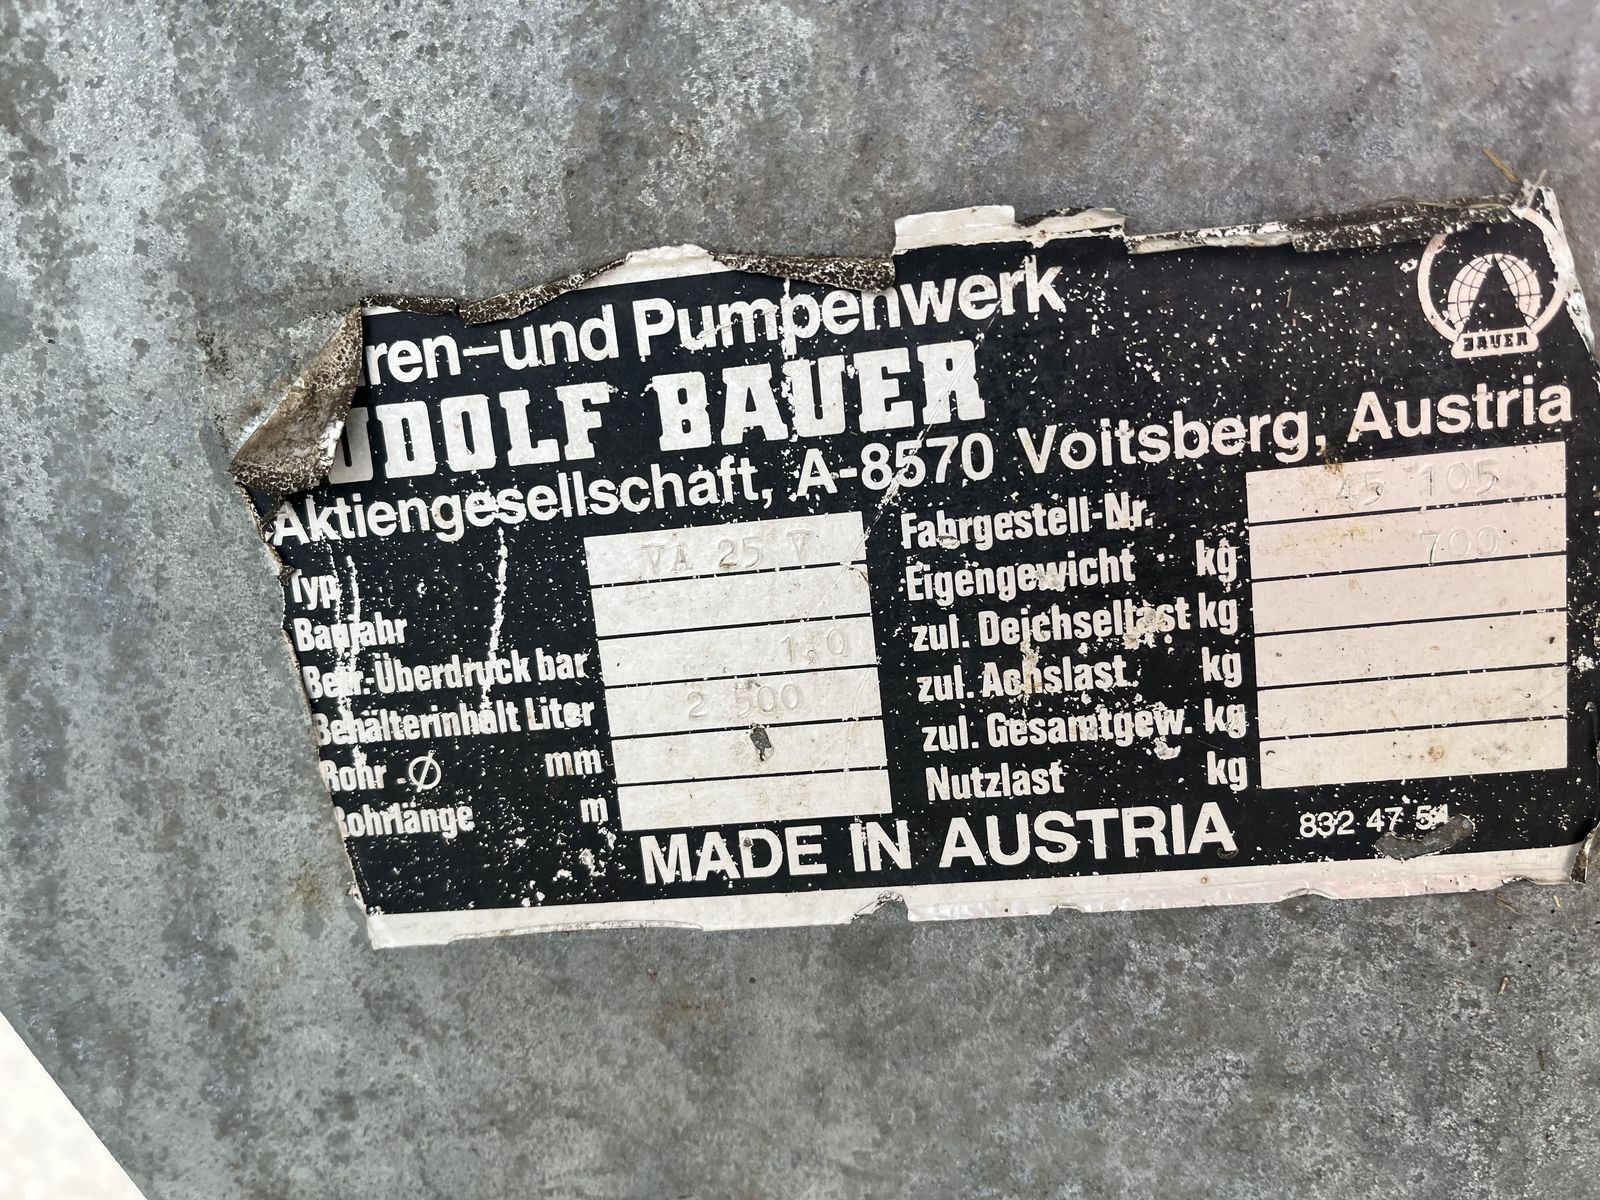 ren-und Pumpenwerk
UDOLF BAUER
Aktiengesellschaft, A-8570 Voitsberg, Austria
BAUER
Typ VA 25 V
Baujahr
Betr.-Überdruck bar 1,0
Behälterinhalt Liter 2 500
Rohr - Ø mm
Rohrlänge m
Fahrgestell-Nr. 45 105
Eigengewicht kg 700
zul. Deichsellast kg
zul. Achslast kg
zul. Gesamtgew. kg
Nutzlast kg
MADE IN AUSTRIA
832 47 51